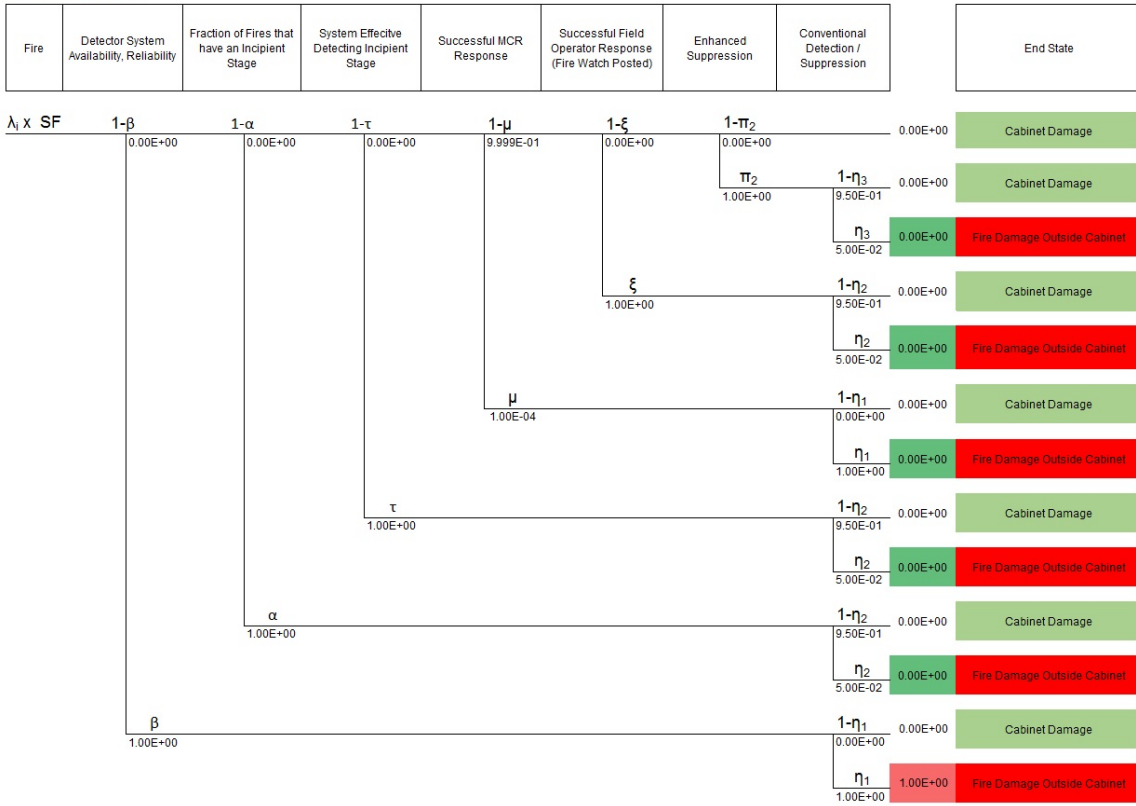 Fire
Detector System
Availability, Reliability
Fraction of Fires that
have an Incipient
Stage
System Effecitve
Detecting Incipient
Stage
Successful MCR
Response
Successful Field
Operator Response
(Fire Watch Posted)
Enhanced
Suppression
Conventional
Detection /
Suppression
End State
λi x SF
1-β
0.00E+00
1-α
0.00E+00
1-τ
0.00E+00
1-μ
9.999E-01
1-ξ
0.00E+00
1-π2
0.00E+00
0.00E+00
Cabinet Damage
π2
1.00E+00
1-η3
9.50E-01
0.00E+00
Cabinet Damage
η3
5.00E-02
0.00E+00
Fire Damage Outside Cabinet
ξ
1.00E+00
1-η2
9.50E-01
0.00E+00
Cabinet Damage
η2
5.00E-02
0.00E+00
Fire Damage Outside Cabinet
μ
1.00E-04
1-η1
0.00E+00
0.00E+00
Cabinet Damage
η1
1.00E+00
0.00E+00
Fire Damage Outside Cabinet
τ
1.00E+00
1-η2
9.50E-01
0.00E+00
Cabinet Damage
η2
5.00E-02
0.00E+00
Fire Damage Outside Cabinet
α
1.00E+00
1-η2
9.50E-01
0.00E+00
Cabinet Damage
η2
5.00E-02
0.00E+00
Fire Damage Outside Cabinet
β
1.00E+00
1-η1
0.00E+00
0.00E+00
Cabinet Damage
η1
1.00E+00
1.00E+00
Fire Damage Outside Cabinet